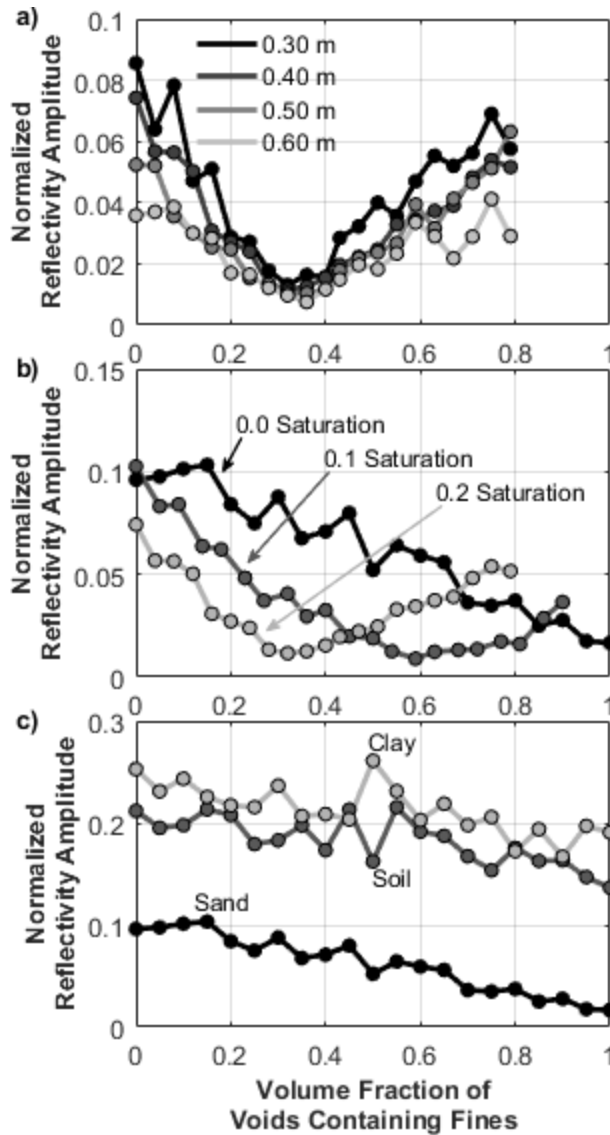 a)
0.1
0.08
0.06
0.04
0.02
0
Normalized
Reflectivity Amplitude
0.30 m
0.40 m
0.50 m
0.60 m
0 0.2 0.4 0.6 0.8 1
b)
0.15
0.1
0.05
0
Normalized
Reflectivity Amplitude
0.0 Saturation
0.1 Saturation
0.2 Saturation
0 0.2 0.4 0.6 0.8 1
c)
0.3
0.2
0.1
0
Normalized
Reflectivity Amplitude
Clay
Soil
Sand
0 0.2 0.4 0.6 0.8 1
Volume Fraction of
Voids Containing Fines